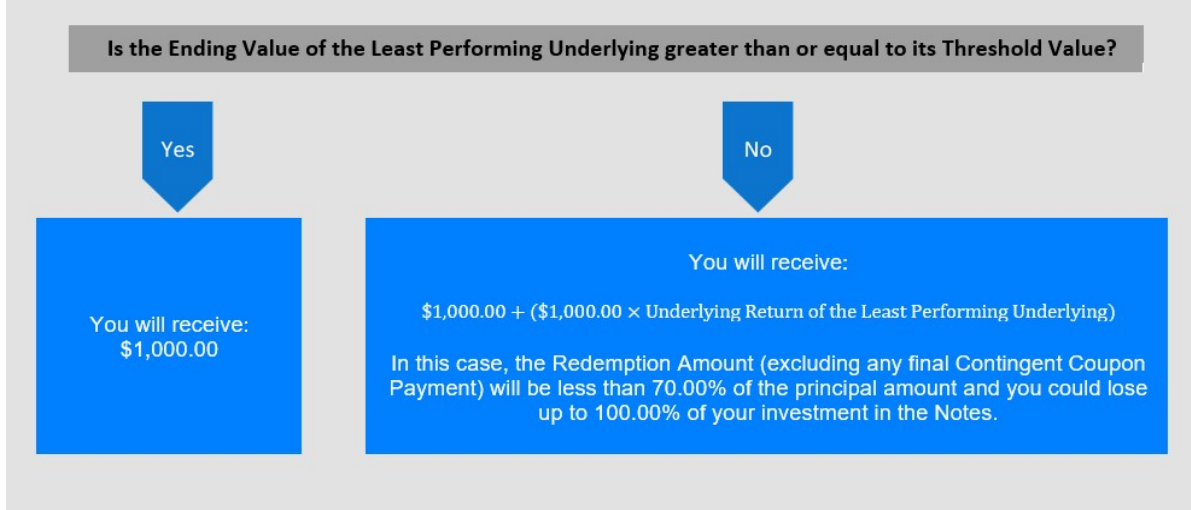 Is the Ending Value of the Least Performing Underlying greater than or equal to its Threshold Value?
Yes
No
You will receive:
$1,000.00
You will receive:
$1,000.00 + ($1,000.00 × Underlying Return of the Least Performing Underlying)
In this case, the Redemption Amount (excluding any final Contingent Coupon
Payment) will be less than 70.00% of the principal amount and you could lose
up to 100.00% of your investment in the Notes.